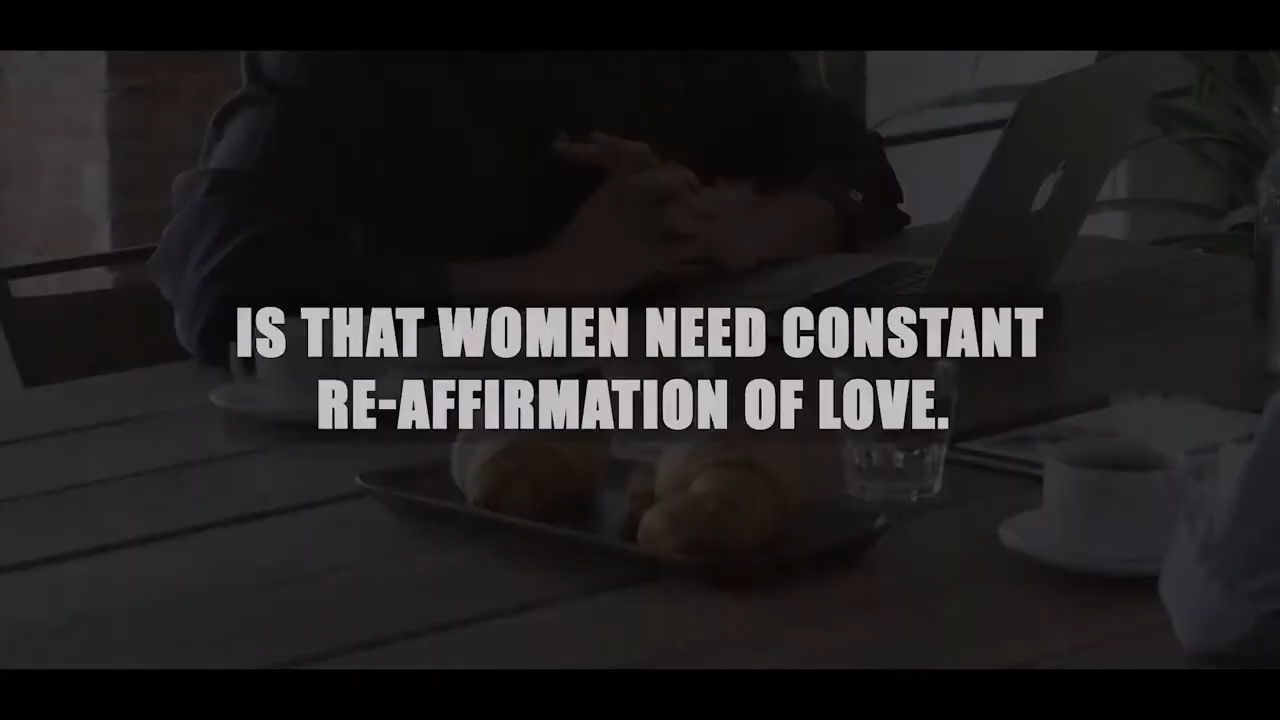 IS THAT WOMEN NEED CONSTANT
RE-AFFIRMATION OF LOVE.